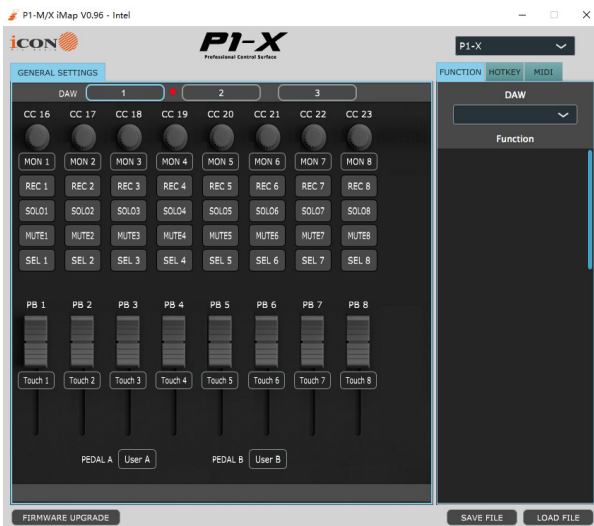 P1-M/X iMap V0.96 - Intel
iCON
P1-X
Professional Control Surface
P1-X
GENERAL SETTINGS
FUNCTION HOTKEY MIDI
DAW 1 2 3
DAW
CC 16 CC 17 CC 18 CC 19 CC 20 CC 21 CC 22 CC 23
Function
MON 1 MON 2 MON 3 MON 4 MON 5 MON 6 MON 7 MON 8
REC 1 REC 2 REC 3 REC 4 REC 5 REC 6 REC 7 REC 8
SOLO1 SOLO2 SOLO3 SOLO4 SOLO5 SOLO6 SOLO7 SOLO8
MUTE1 MUTE2 MUTE3 MUTE4 MUTE5 MUTE6 MUTE7 MUTE8
SEL 1 SEL 2 SEL 3 SEL 4 SEL 5 SEL 6 SEL 7 SEL 8
PB 1 PB 2 PB 3 PB 4 PB 5 PB 6 PB 7 PB 8
Touch 1 Touch 2 Touch 3 Touch 4 Touch 5 Touch 6 Touch 7 Touch 8
PEDAL A User A PEDAL B User B
FIRMWARE UPGRADE
SAVE FILE LOAD FILE